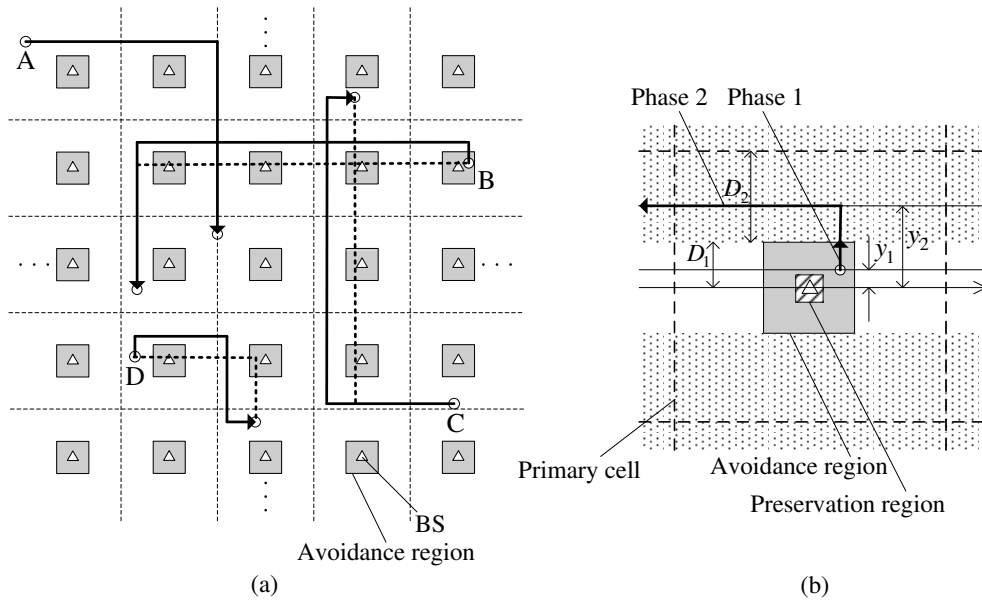 A
B
C
D
BS
Avoidance region
(a)
Phase 2
Phase 1
D₂
D₁
y₁
y₂
Primary cell
Avoidance region
Preservation region
(b)